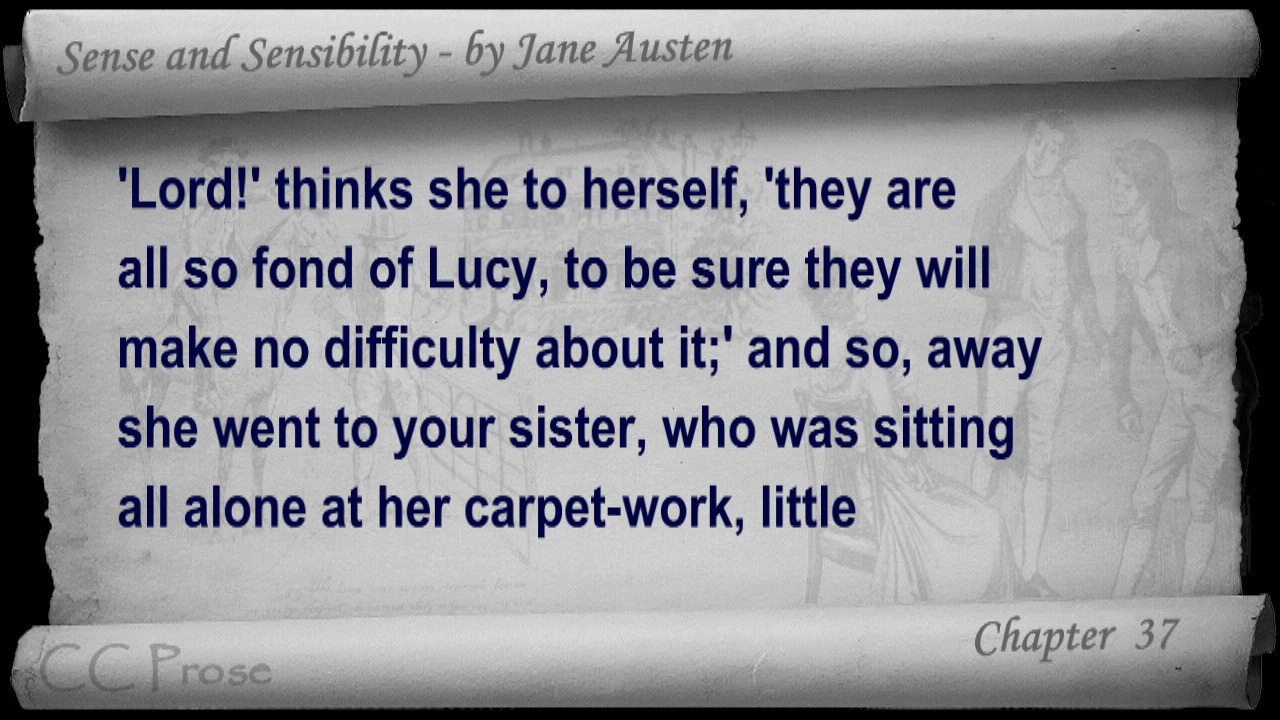 Sense and Sensibility - by Jane Austen
'Lord!' thinks she to herself, 'they are
all so fond of Lucy, to be sure they will
make no difficulty about it;' and so, away
she went to your sister, who was sitting
all alone at her carpet-work, little
Chapter 37
CC Prose